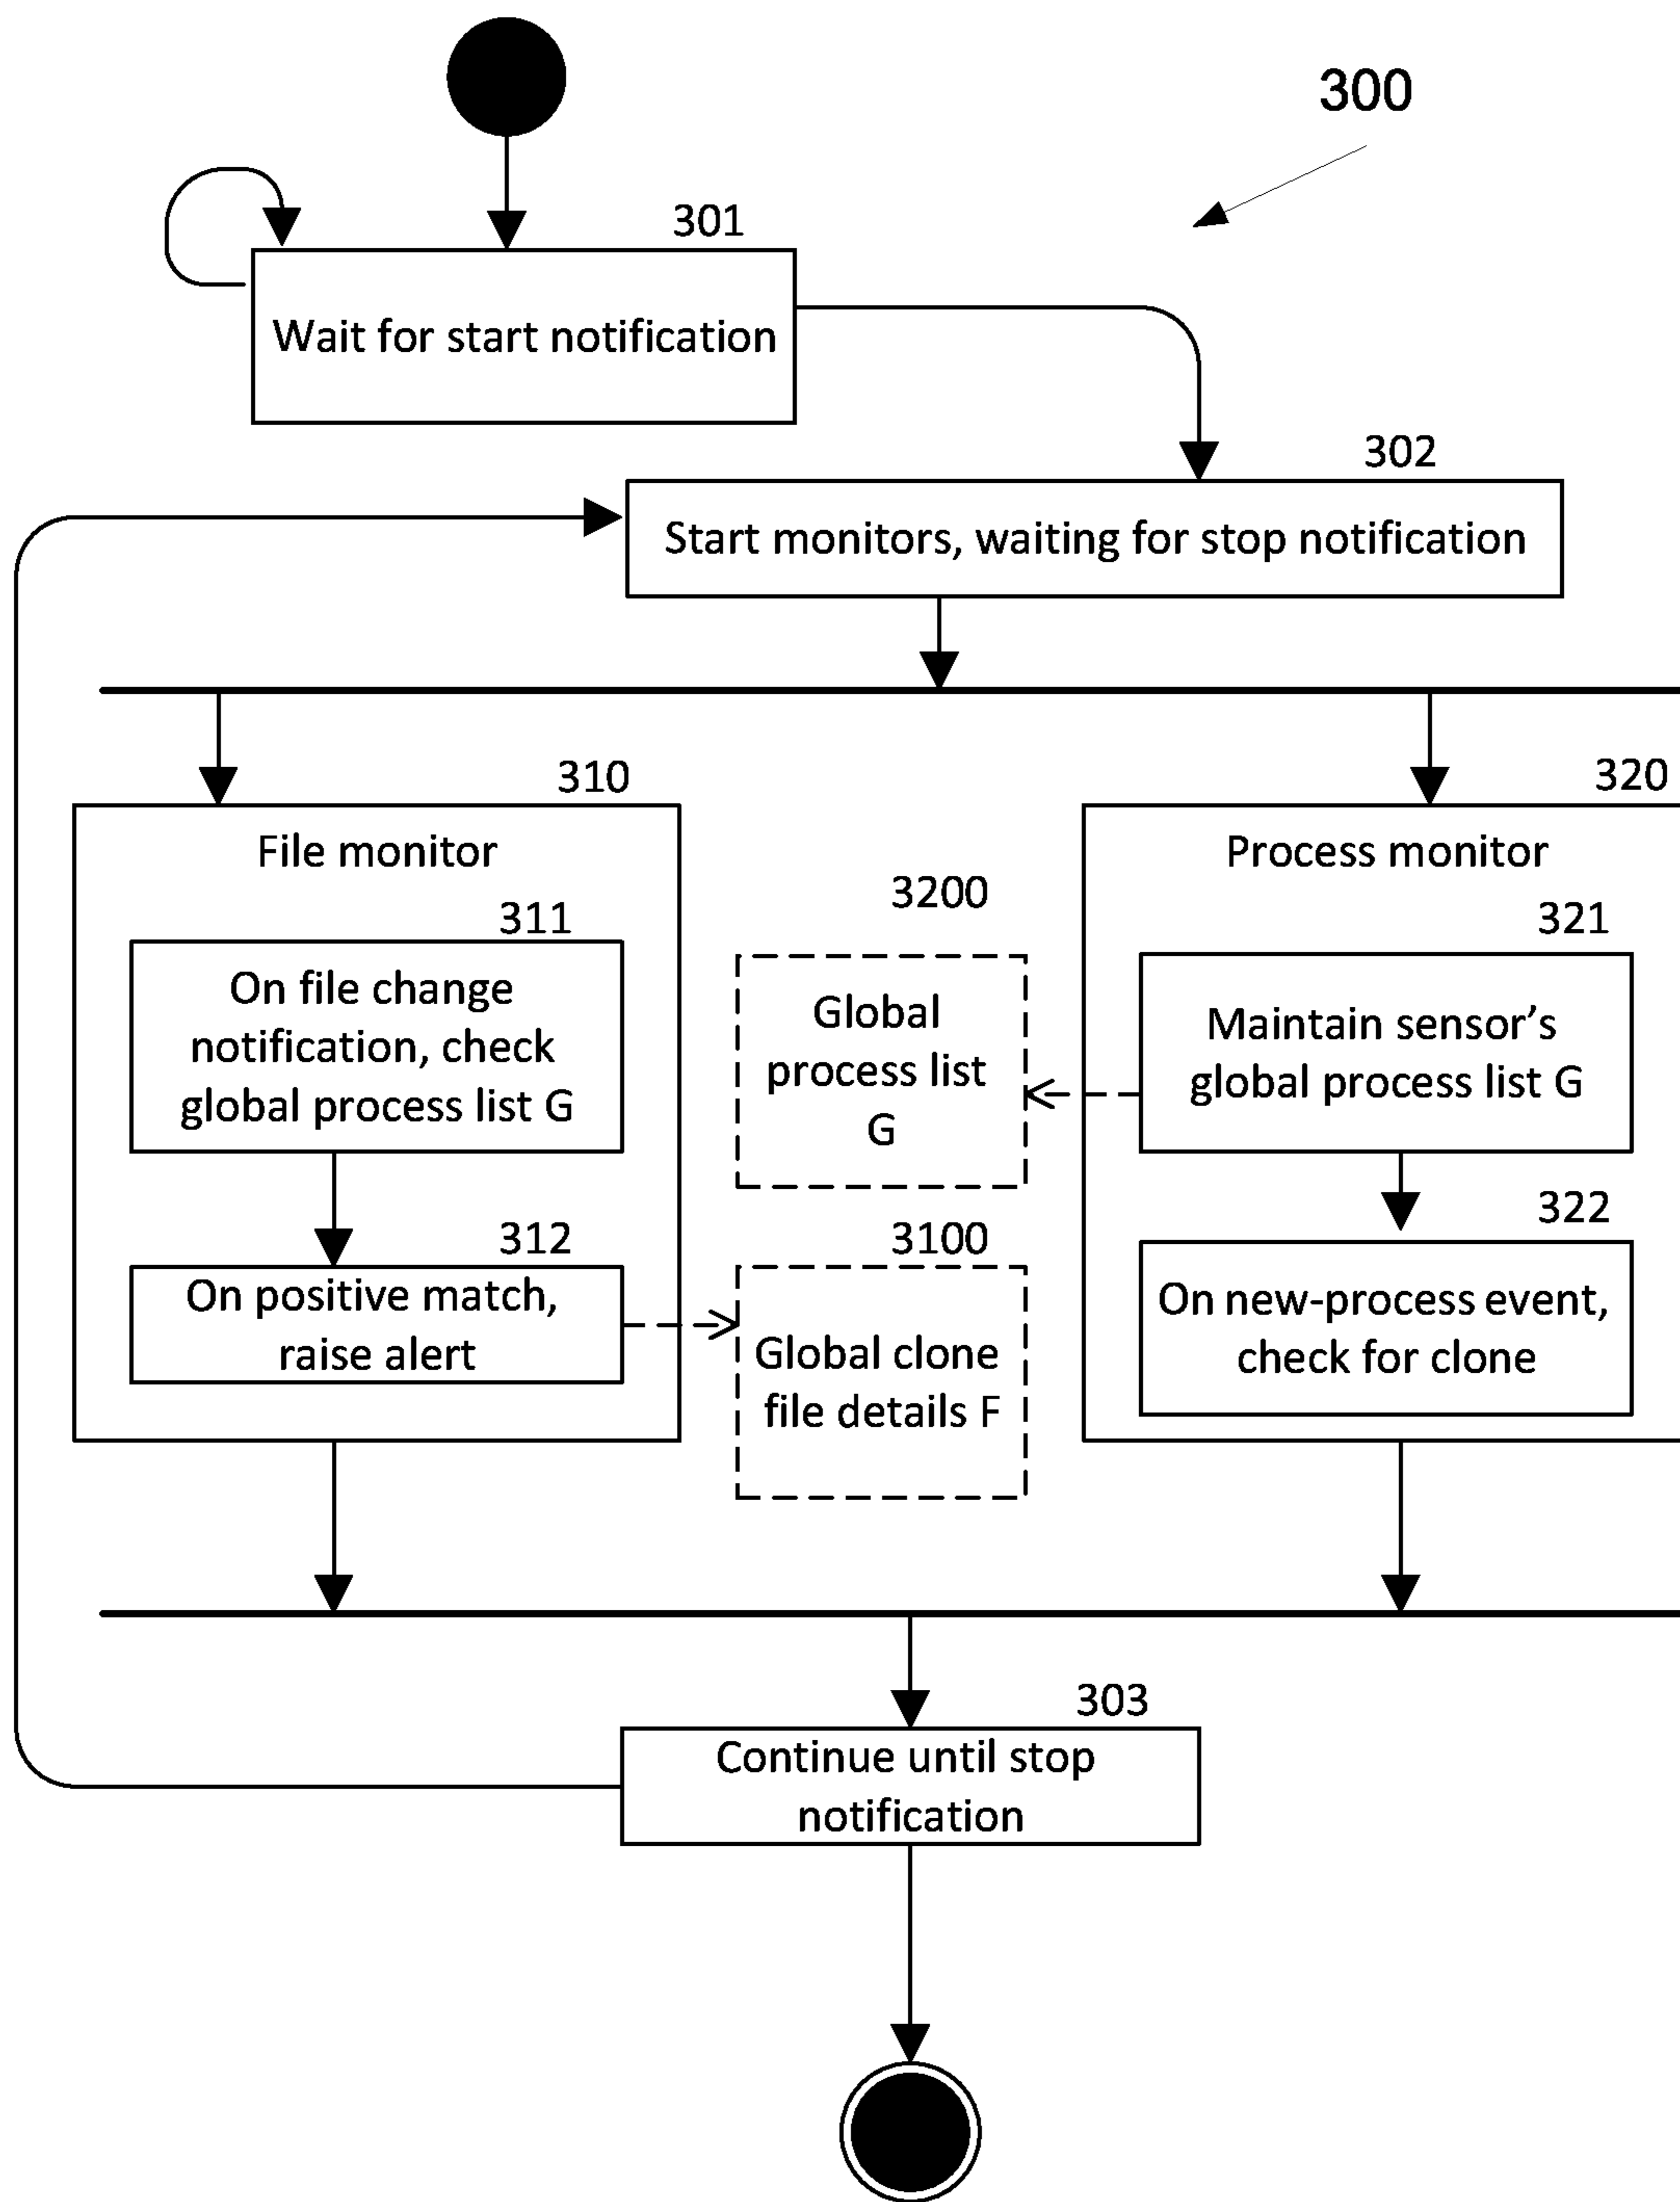 300
301
Wait for start notification
302
Start monitors, waiting for stop notification
310
File monitor
311
On file change
notification, check
global process list G
312
On positive match,
raise alert
3200
Global
process list
G
3100
Global clone
file details F
320
Process monitor
321
Maintain sensor's
global process list G
322
On new-process event,
check for clone
303
Continue until stop
notification